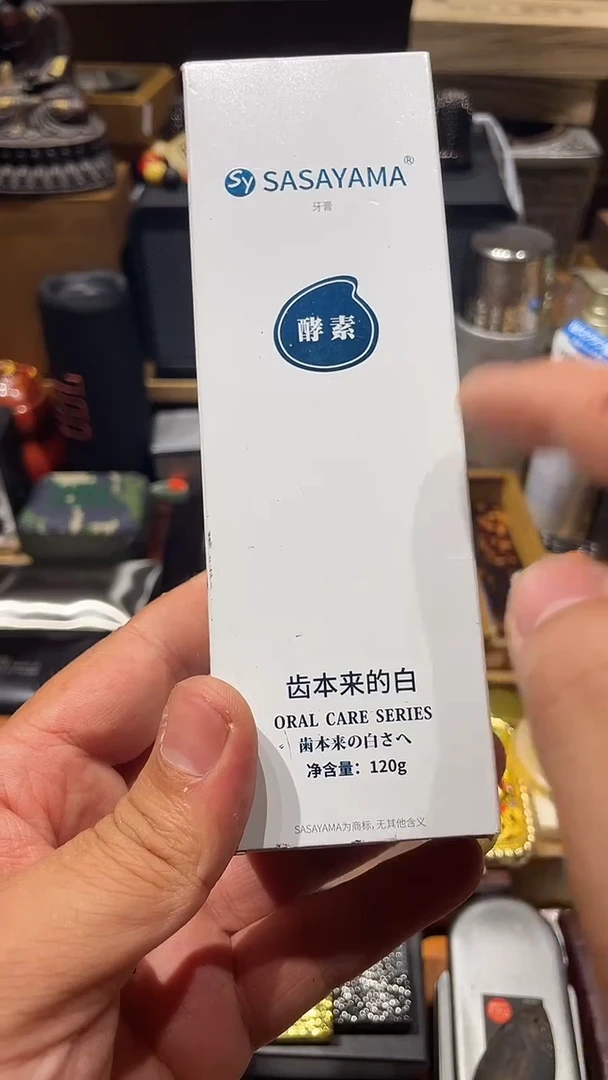 Sy SASAYAMA®
牙膏
酵素
齿本来的白
ORAL CARE SERIES
歯本来の白さへ
净含量：120g
SASAYAMA为商标,无其他含义